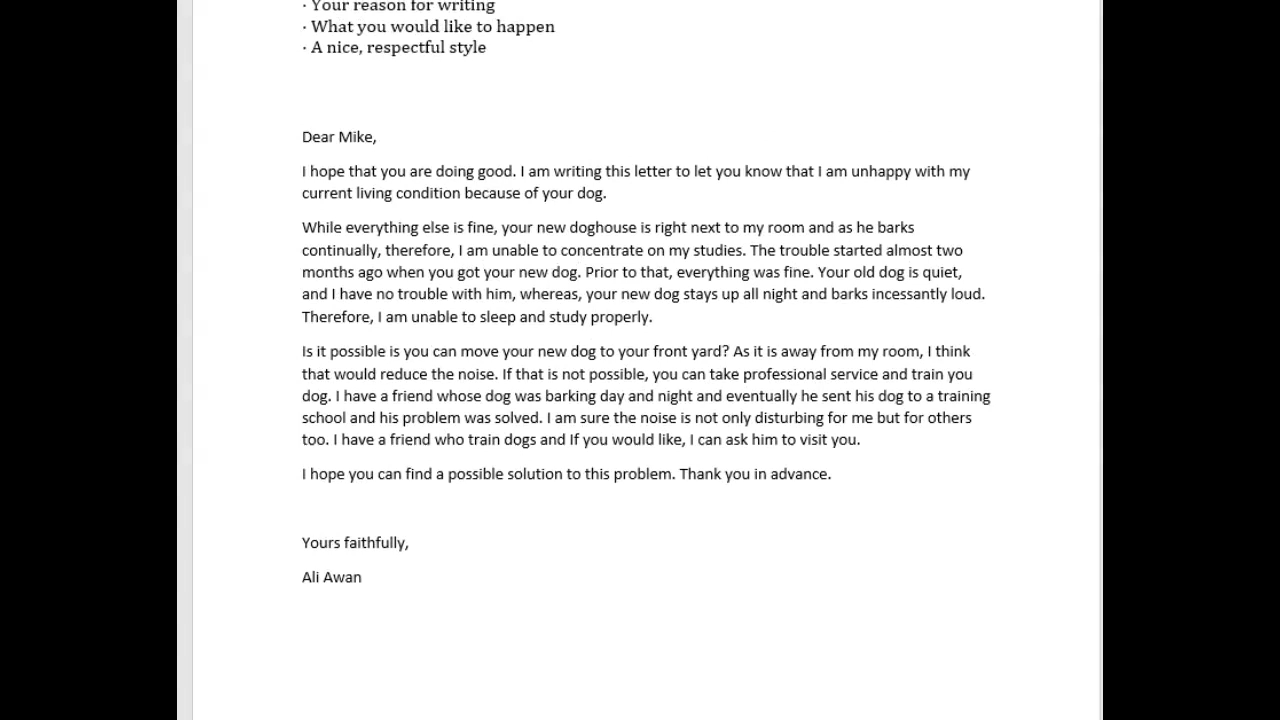 · Your reason for writing
· What you would like to happen
· A nice, respectful style
Dear Mike,
I hope that you are doing good. I am writing this letter to let you know that I am unhappy with my
current living condition because of your dog.
While everything else is fine, your new doghouse is right next to my room and as he barks
continually, therefore, I am unable to concentrate on my studies. The trouble started almost two
months ago when you got your new dog. Prior to that, everything was fine. Your old dog is quiet,
and I have no trouble with him, whereas, your new dog stays up all night and barks incessantly loud.
Therefore, I am unable to sleep and study properly.
Is it possible is you can move your new dog to your front yard? As it is away from my room, I think
that would reduce the noise. If that is not possible, you can take professional service and train you
dog. I have a friend whose dog was barking day and night and eventually he sent his dog to a training
school and his problem was solved. I am sure the noise is not only disturbing for me but for others
too. I have a friend who train dogs and If you would like, I can ask him to visit you.
I hope you can find a possible solution to this problem. Thank you in advance.
Yours faithfully,
Ali Awan